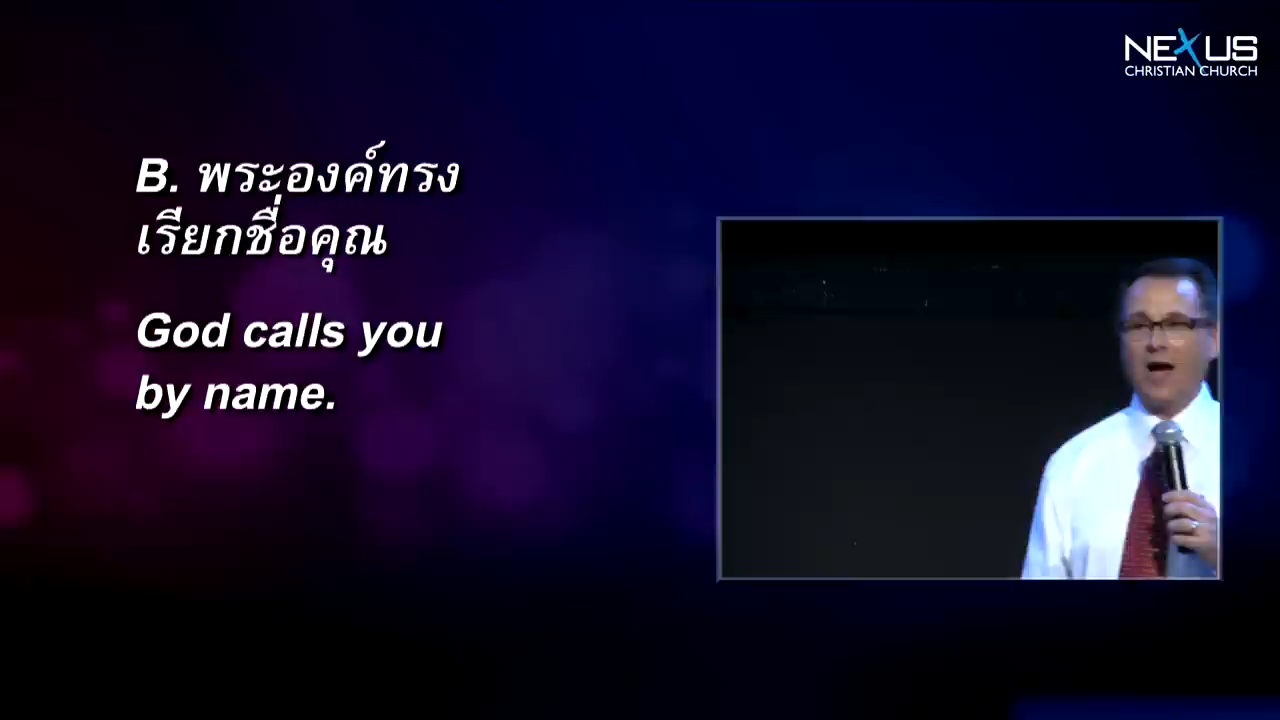 NEXUS
CHRISTIAN CHURCH
B. พระองค์ทรง
เรียกชื่อคุณ
God calls you
by name.